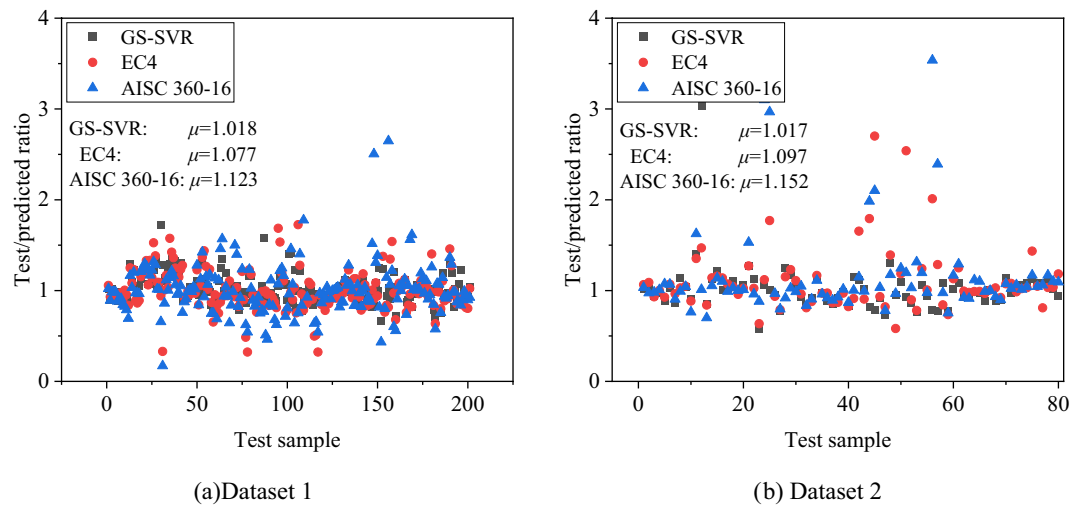 4
3
2
1
0
Test/predicted ratio
GS-SVR
EC4
AISC 360-16
GS-SVR: μ=1.018
EC4: μ=1.077
AISC 360-16: μ=1.123
0 50 100 150 200
Test sample
(a)Dataset 1
4
3
2
1
0
Test/predicted ratio
GS-SVR
EC4
AISC 360-16
GS-SVR: μ=1.017
EC4: μ=1.097
AISC 360-16: μ=1.152
0 20 40 60 80
Test sample
(b) Dataset 2